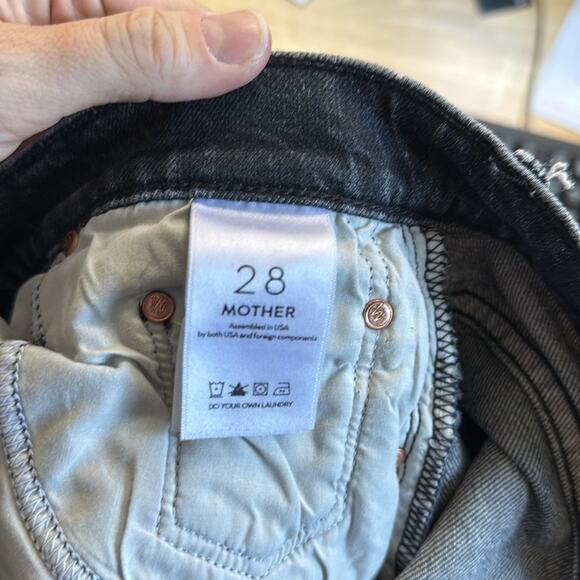 28
MOTHER
Assembled in USA
by both USA and foreign components
DO YOUR OWN LAUNDRY